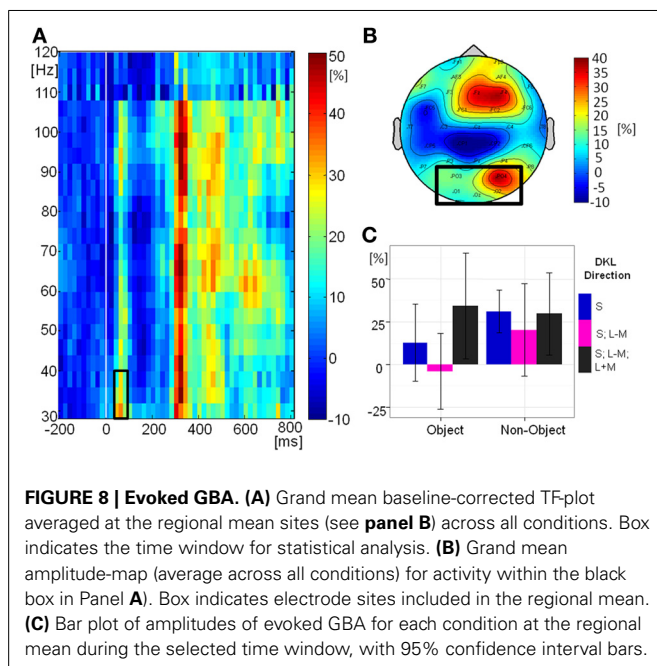 A
120
[Hz]
110
100
90
80
70
60
50
40
30
-200
0
200
400
600
800
[ms]
50
[%]
40
30
20
10
0
-10
B
40
35
30
25
20
15
10
5
0
-5
-10
[%]
C
[%]
50
25
0
-25
Object
Non-Object
DKL
Direction
S
S; L-M
S; L-M;
L+M
FIGURE 8 | Evoked GBA. (A) Grand mean baseline-corrected TF-plot
averaged at the regional mean sites (see panel B) across all conditions. Box
indicates the time window for statistical analysis. (B) Grand mean
amplitude-map (average across all conditions) for activity within the black
box in Panel A). Box indicates electrode sites included in the regional mean.
(C) Bar plot of amplitudes of evoked GBA for each condition at the regional
mean during the selected time window, with 95% confidence interval bars.